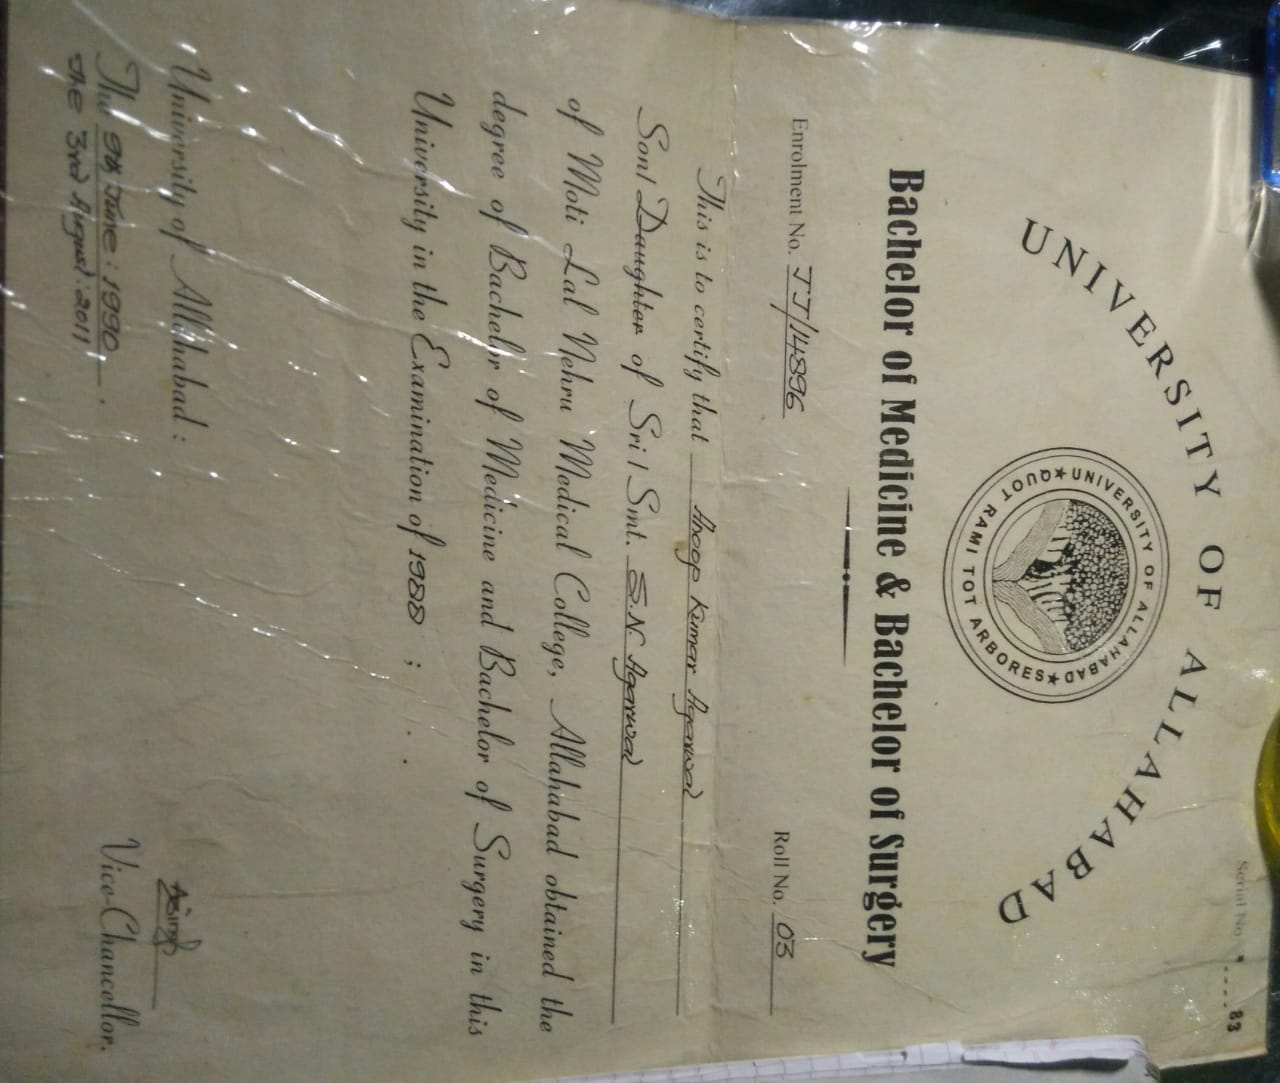 Serial No. ....83
UNIVERSITY OF ALLAHABAD
★ UNIVERSITY OF ALLAHABAD ★ QUOT RAMI TOT ARBORES
Bachelor of Medicine & Bachelor of Surgery
Enrolment No. JJ/14896 Roll No. 03
This is to certify that Anoop Kumar Agarwal
Son/Daughter of Sri/Smt. S.N. Agarwal
of Moti Lal Nehru Medical College, Allahabad obtained the
degree of Bachelor of Medicine and Bachelor of Surgery in this
University in the Examination of 1988 ;
University of Allahabad :
The 9th June : 1990.
The 3rd August : 2011
Vice-Chancellor.